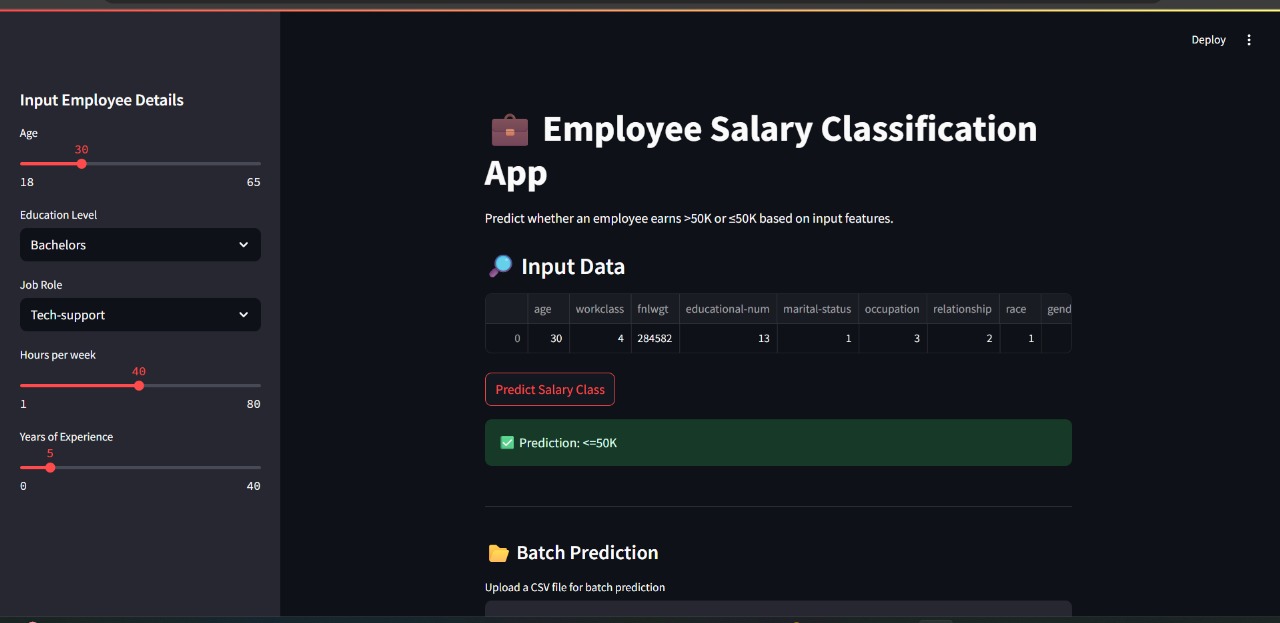 Deploy
Input Employee Details
Age
30
18 65
Education Level
Bachelors
Job Role
Tech-support
Hours per week
40
1 80
Years of Experience
5
0 40
Employee Salary Classification
App
Predict whether an employee earns >50K or ≤50K based on input features.
Input Data
age workclass fnlwgt educational-num marital-status occupation relationship race gend
0 30 4 284582 13 1 3 2 1
Predict Salary Class
Prediction: <=50K
Batch Prediction
Upload a CSV file for batch prediction